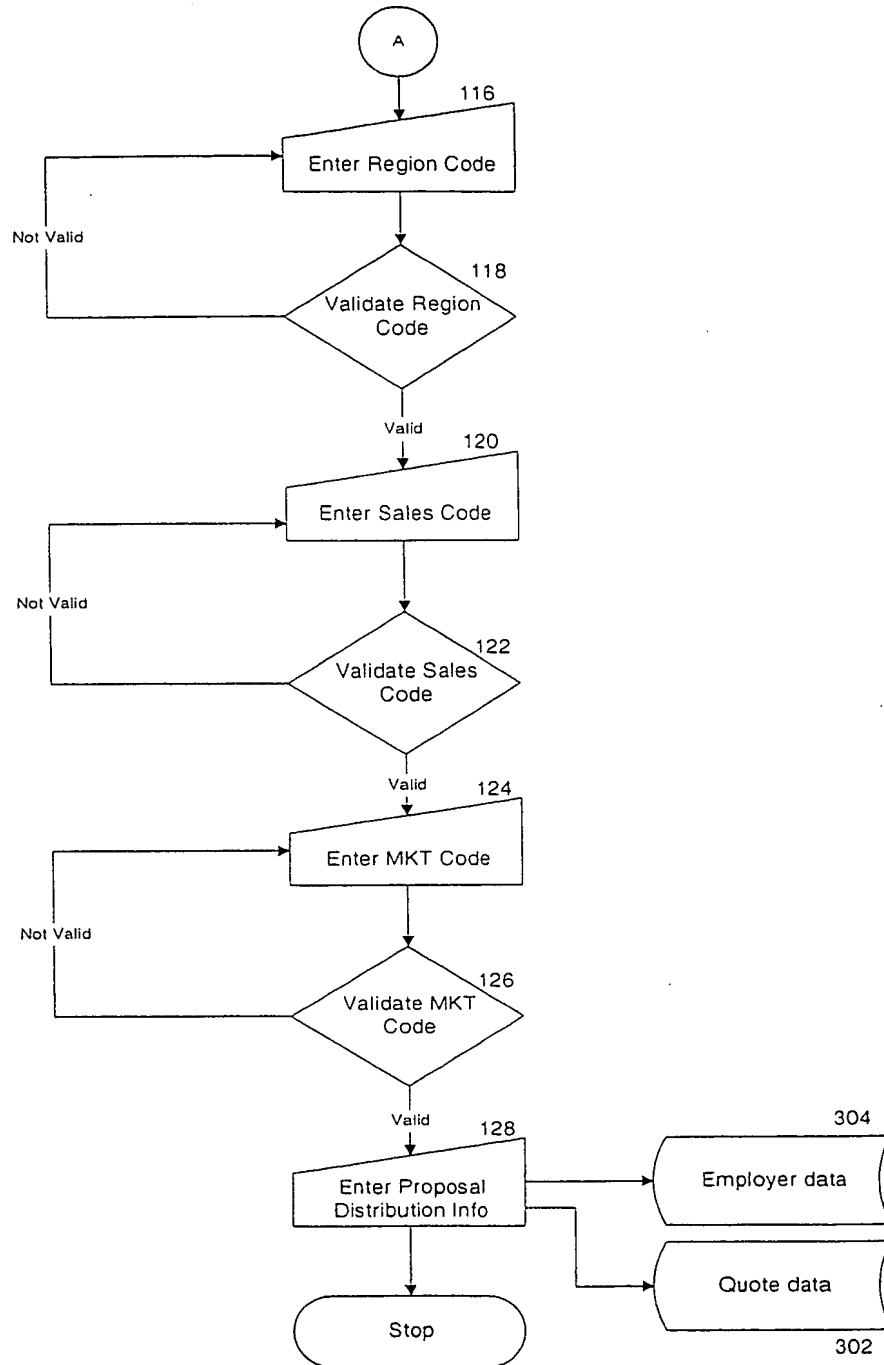 A
116
Enter Region Code
Not Valid
118
Validate Region
Code
Valid
120
Enter Sales Code
Not Valid
122
Validate Sales
Code
Valid
124
Enter MKT Code
Not Valid
126
Validate MKT
Code
Valid
128
304
Enter Proposal
Distribution Info
Employer data
Quote data
Stop
302